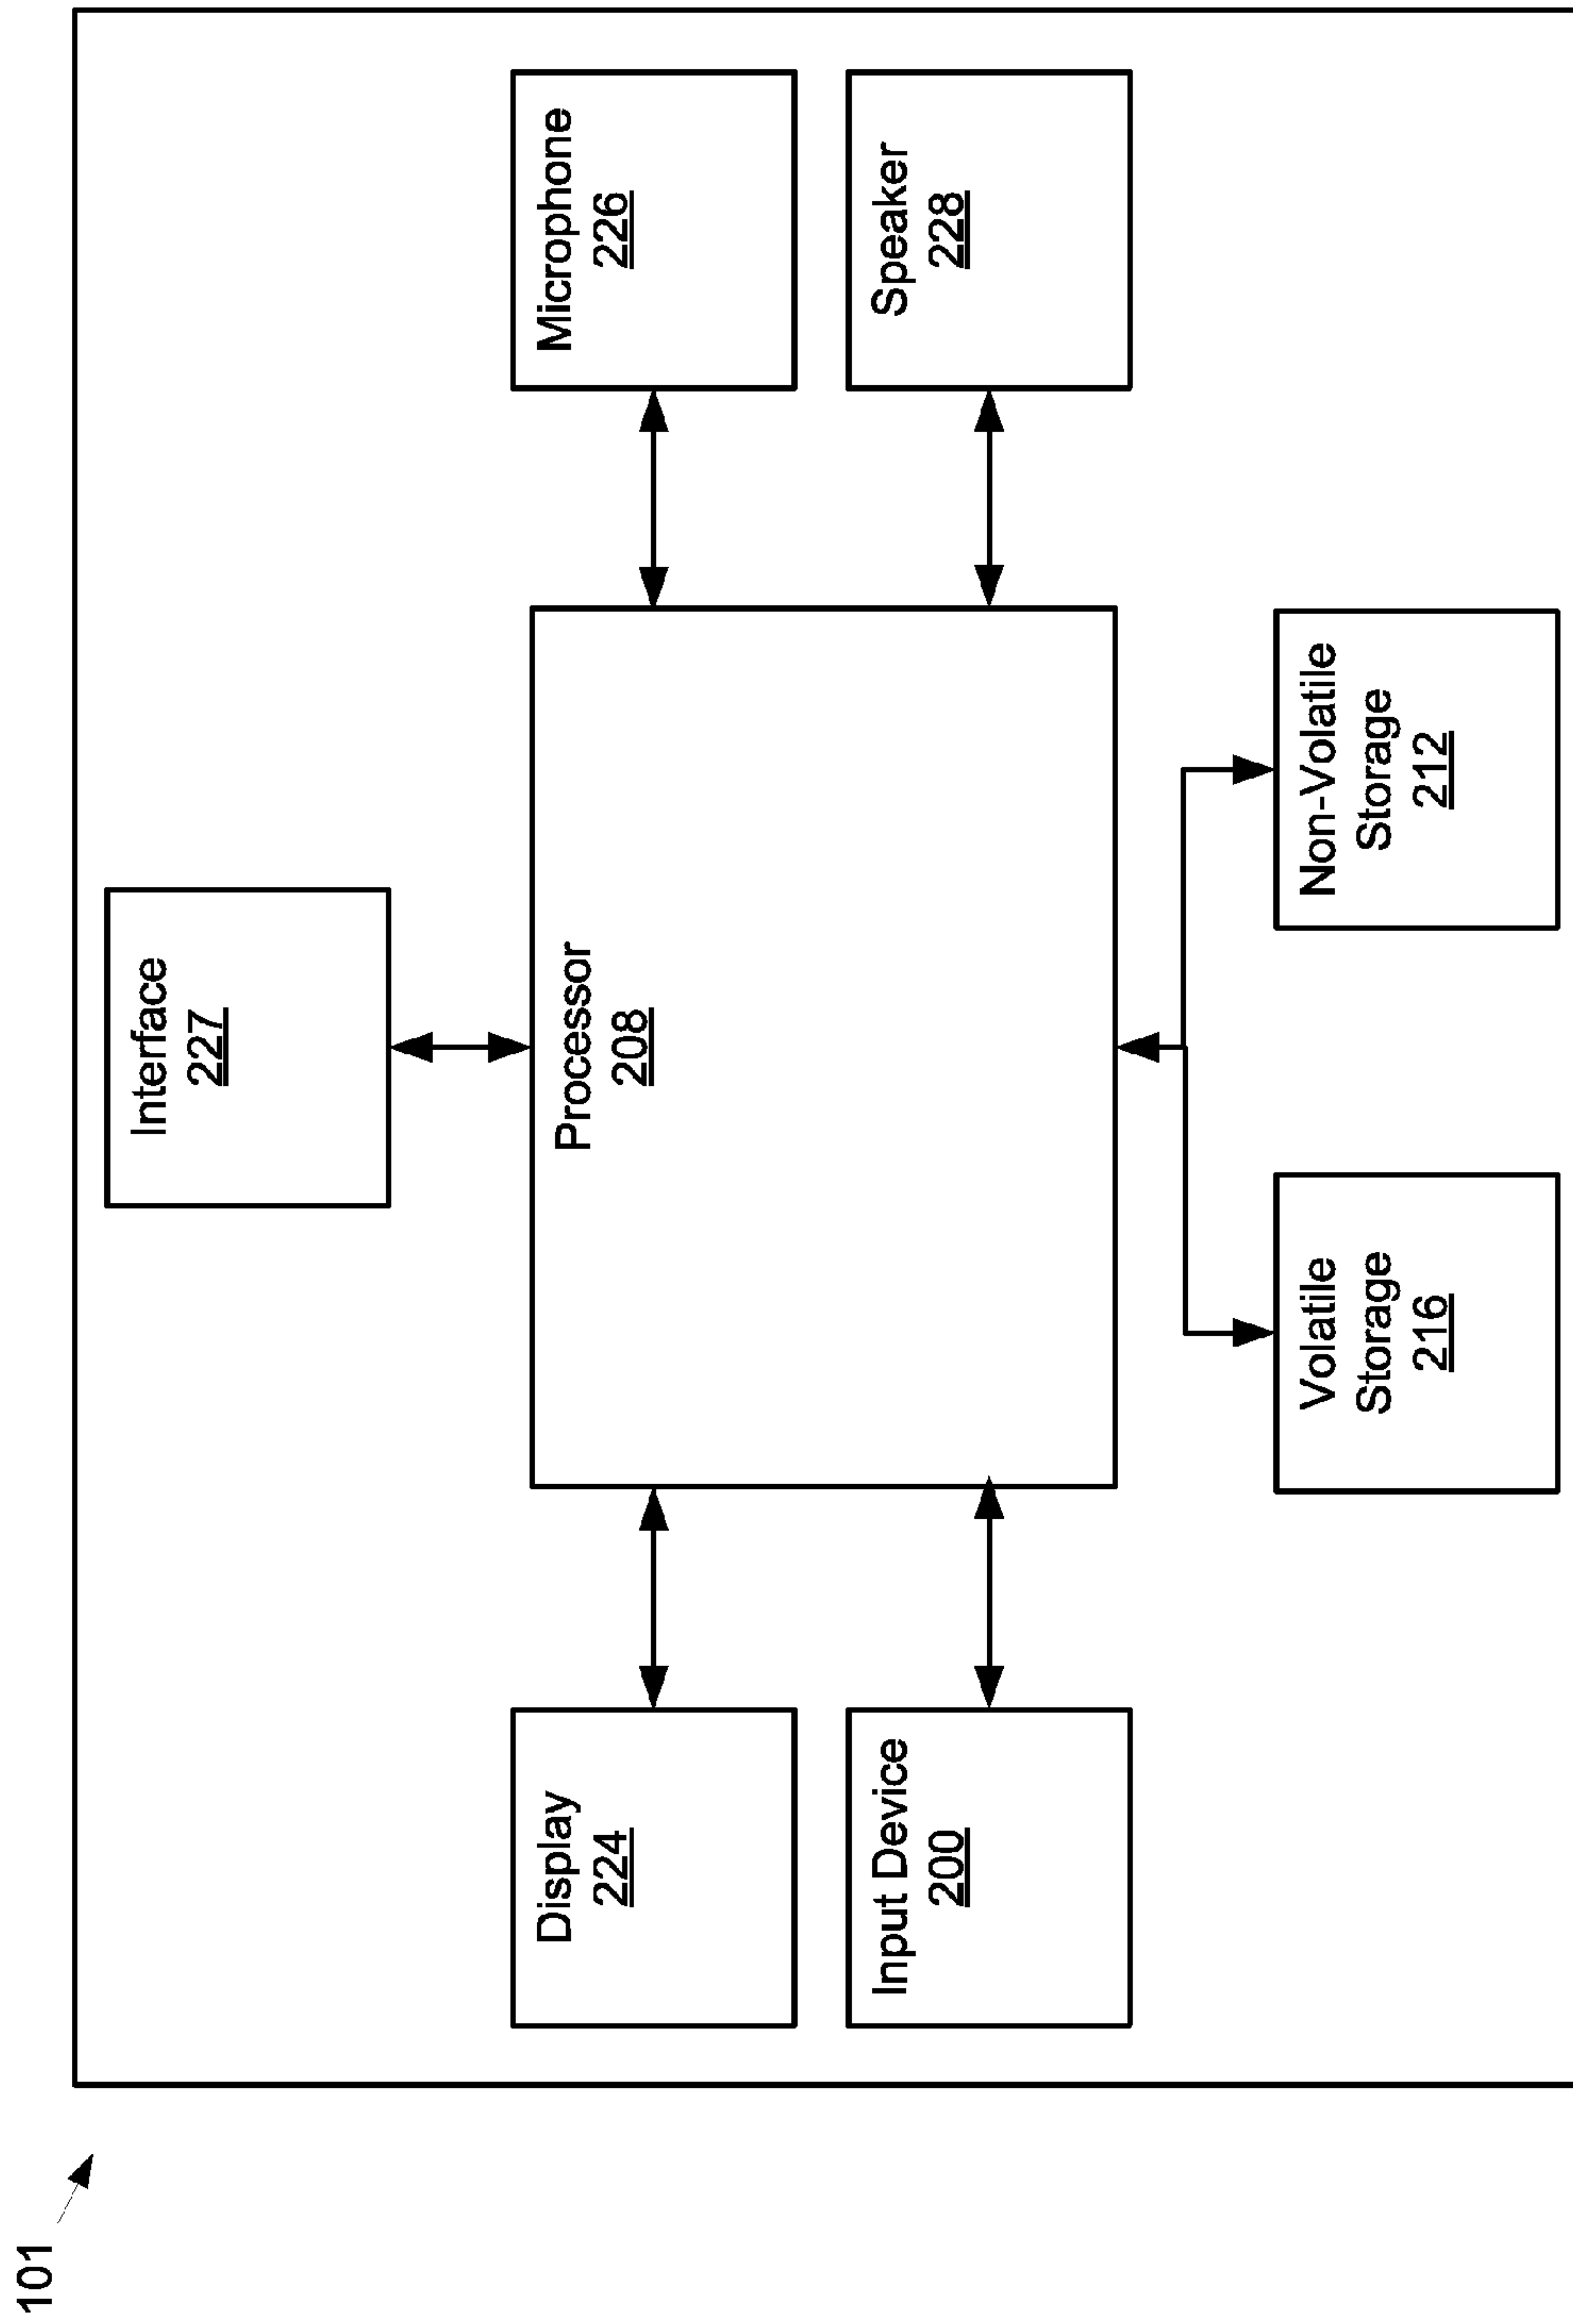 101
Interface
227
Display
224
Processor
208
Microphone
226
Input Device
200
Speaker
228
Volatile
Storage
216
Non-Volatile
Storage
212